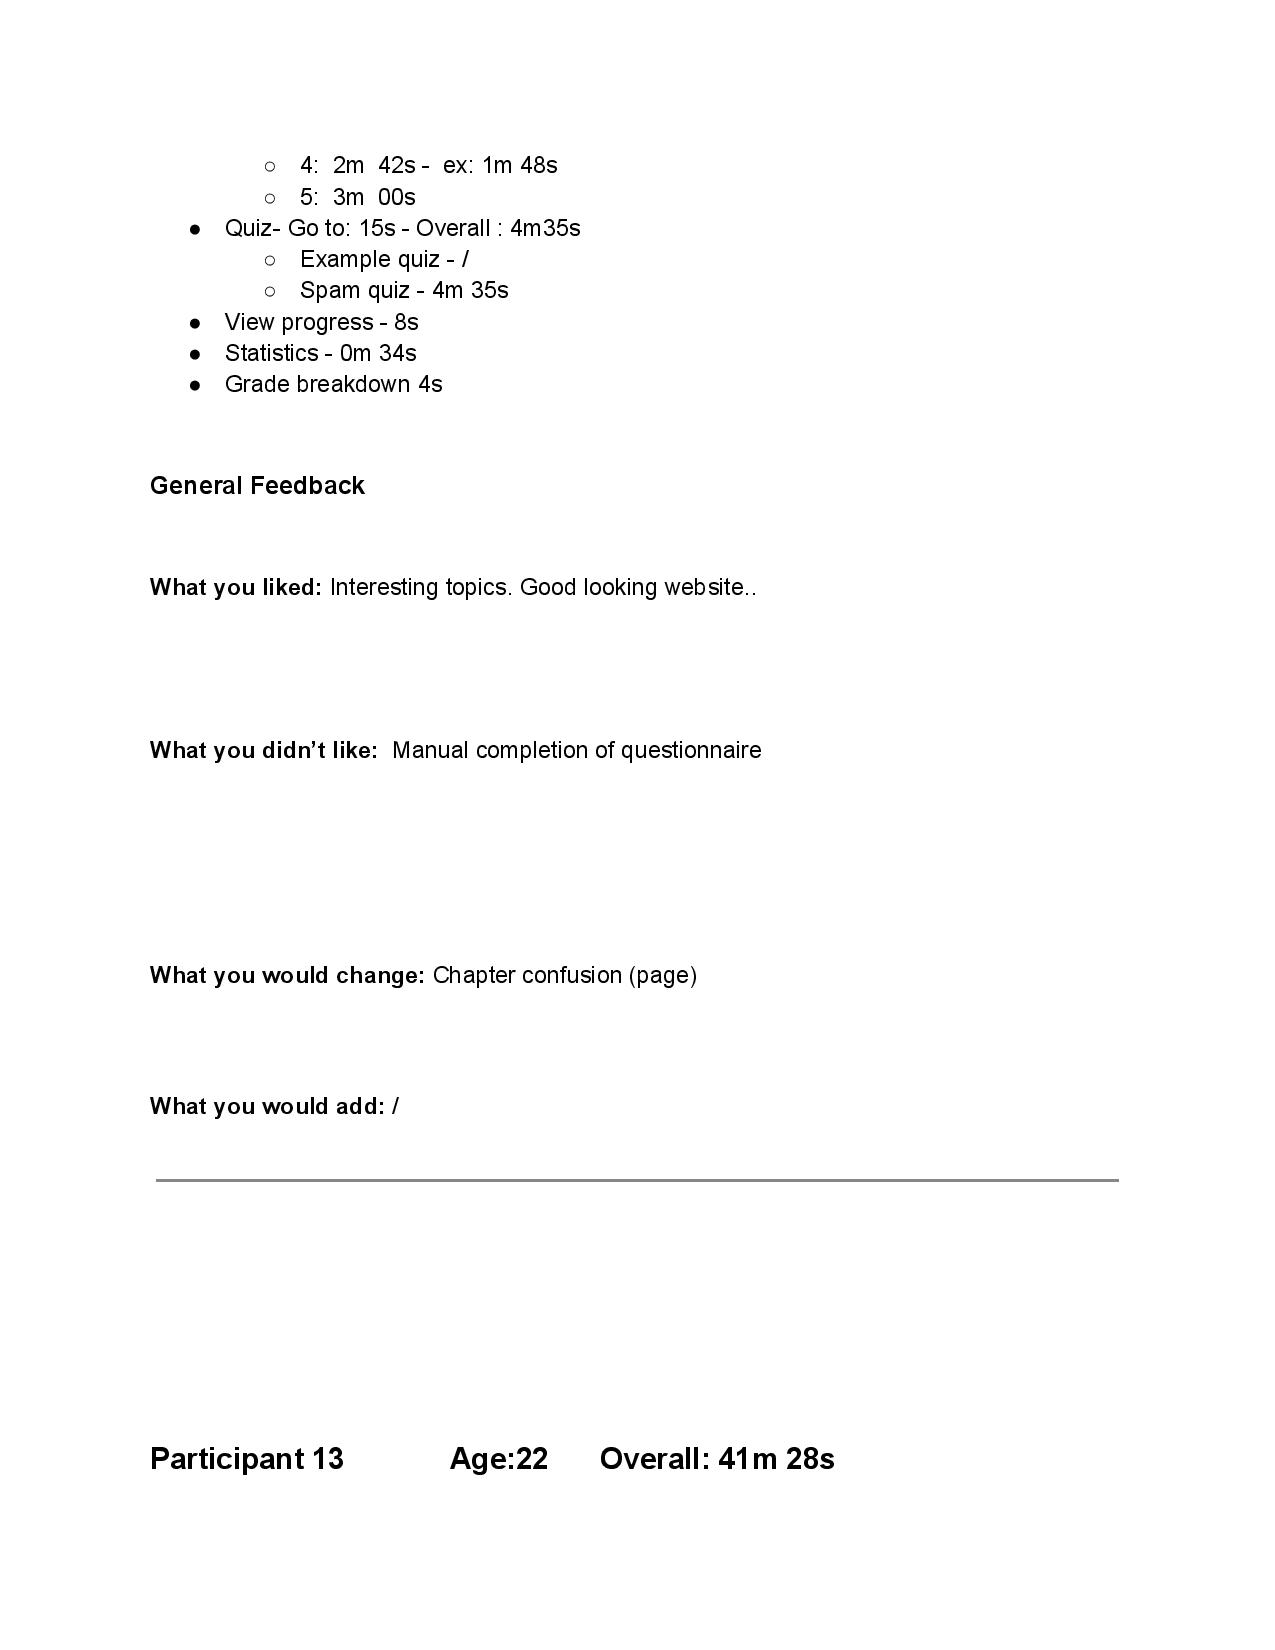 ○ 4:  2m  42s -  ex: 1m 48s
○ 5:  3m  00s
● Quiz- Go to: 15s - Overall : 4m35s
○ Example quiz - /
○ Spam quiz - 4m 35s
● View progress - 8s
● Statistics - 0m 34s
● Grade breakdown 4s
General Feedback
What you liked: Interesting topics. Good looking website..
What you didn’t like:  Manual completion of questionnaire
What you would change: Chapter confusion (page)
What you would add: /
Participant 13 Age:22 Overall: 41m 28s